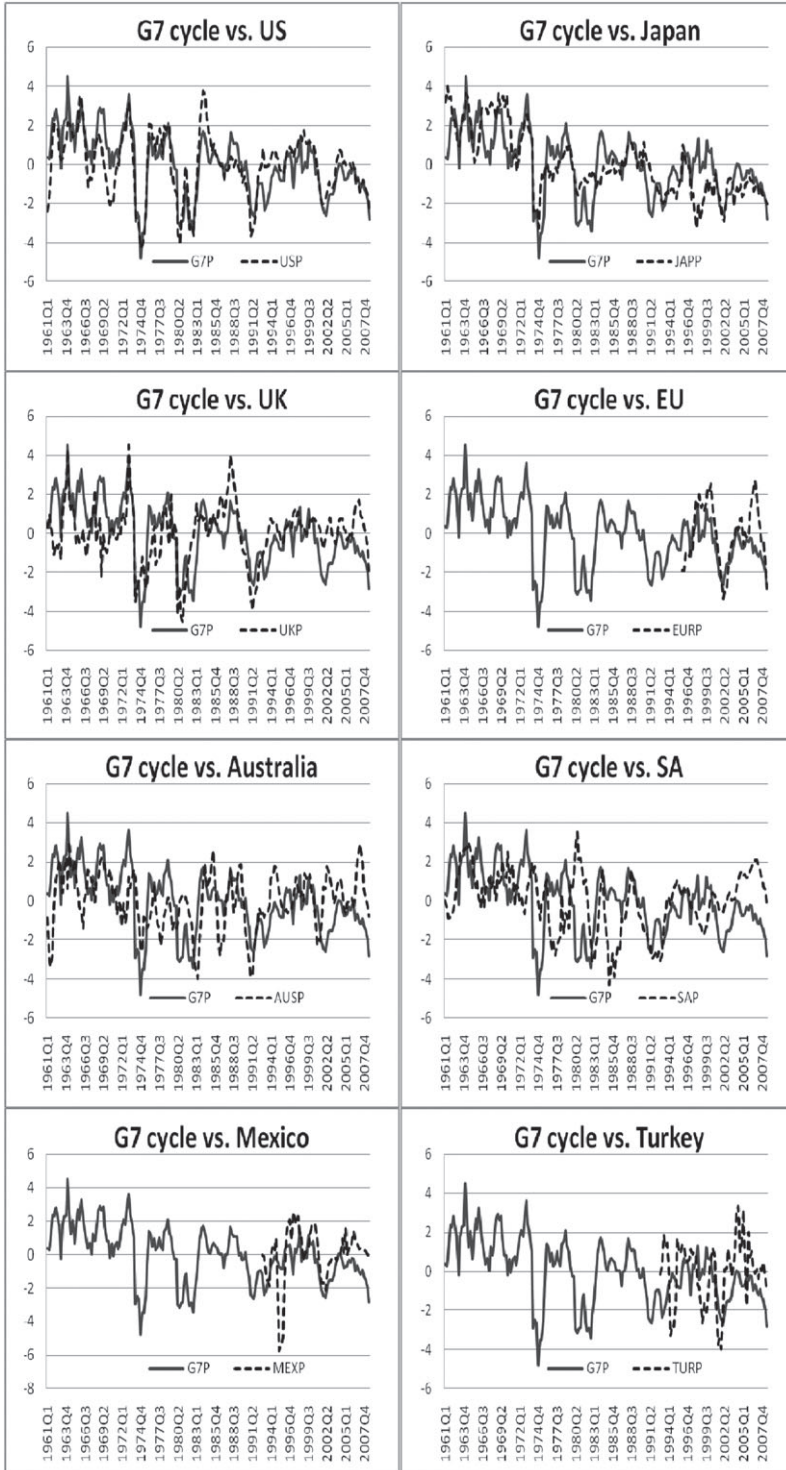 G7 cycle vs. US
6
4
2
0
-2
-4
-6
G7P
USP
1961Q1
1963Q4
1966Q3
1969Q2
1972Q1
1974Q4
1977Q3
1980Q2
1983Q1
1985Q4
1988Q3
1991Q2
1994Q1
1996Q4
1999Q3
2002Q2
2005Q1
2007Q4
G7 cycle vs. Japan
6
4
2
0
-2
-4
-6
G7P
JAPP
1961Q1
1963Q4
1966Q3
1969Q2
1972Q1
1974Q4
1977Q3
1980Q2
1983Q1
1985Q4
1988Q3
1991Q2
1994Q1
1996Q4
1999Q3
2002Q2
2005Q1
2007Q4
G7 cycle vs. UK
6
4
2
0
-2
-4
-6
G7P
UKP
1961Q1
1963Q4
1966Q3
1969Q2
1972Q1
1974Q4
1977Q3
1980Q2
1983Q1
1985Q4
1988Q3
1991Q2
1994Q1
1996Q4
1999Q3
2002Q2
2005Q1
2007Q4
G7 cycle vs. EU
6
4
2
0
-2
-4
-6
G7P
EURP
1961Q1
1963Q4
1966Q3
1969Q2
1972Q1
1974Q4
1977Q3
1980Q2
1983Q1
1985Q4
1988Q3
1991Q2
1994Q1
1996Q4
1999Q3
2002Q2
2005Q1
2007Q4
G7 cycle vs. Australia
6
4
2
0
-2
-4
-6
G7P
AUSP
1961Q1
1963Q4
1966Q3
1969Q2
1972Q1
1974Q4
1977Q3
1980Q2
1983Q1
1985Q4
1988Q3
1991Q2
1994Q1
1996Q4
1999Q3
2002Q2
2005Q1
2007Q4
G7 cycle vs. SA
6
4
2
0
-2
-4
-6
G7P
SAP
1961Q1
1963Q4
1966Q3
1969Q2
1972Q1
1974Q4
1977Q3
1980Q2
1983Q1
1985Q4
1988Q3
1991Q2
1994Q1
1996Q4
1999Q3
2002Q2
2005Q1
2007Q4
G7 cycle vs. Mexico
6
4
2
0
-2
-4
-6
-8
G7P
MEXP
1961Q1
1963Q4
1966Q3
1969Q2
1972Q1
1974Q4
1977Q3
1980Q2
1983Q1
1985Q4
1988Q3
1991Q2
1994Q1
1996Q4
1999Q3
2002Q2
2005Q1
2007Q4
G7 cycle vs. Turkey
6
4
2
0
-2
-4
-6
G7P
TURP
1961Q1
1963Q4
1966Q3
1969Q2
1972Q1
1974Q4
1977Q3
1980Q2
1983Q1
1985Q4
1988Q3
1991Q2
1994Q1
1996Q4
1999Q3
2002Q2
2005Q1
2007Q4